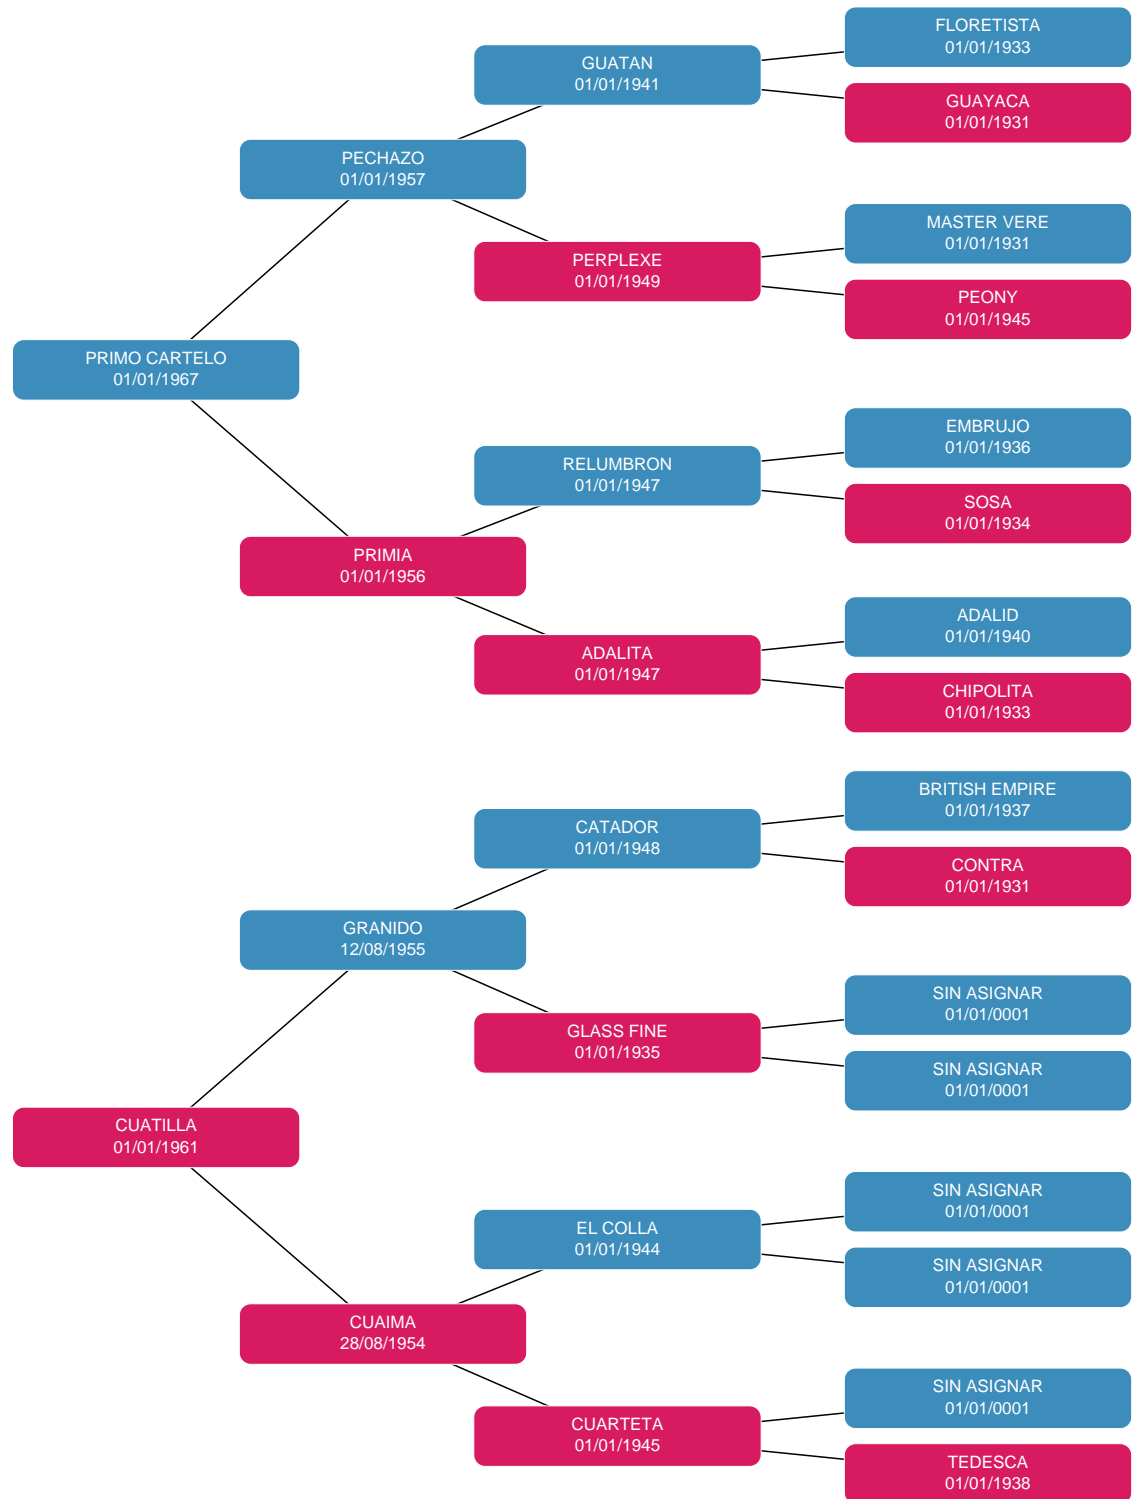 FLORETISTA
01/01/1933
GUATAN
01/01/1941
GUAYACA
01/01/1931
PECHAZO
01/01/1957
MASTER VERE
01/01/1931
PERPLEXE
01/01/1949
PEONY
01/01/1945
PRIMO CARTELO
01/01/1967
EMBRUJO
01/01/1936
RELUMBRON
01/01/1947
SOSA
01/01/1934
PRIMIA
01/01/1956
ADALID
01/01/1940
ADALITA
01/01/1947
CHIPOLITA
01/01/1933
BRITISH EMPIRE
01/01/1937
CATADOR
01/01/1948
CONTRA
01/01/1931
GRANIDO
12/08/1955
SIN ASIGNAR
01/01/0001
GLASS FINE
01/01/1935
SIN ASIGNAR
01/01/0001
CUATILLA
01/01/1961
SIN ASIGNAR
01/01/0001
EL COLLA
01/01/1944
SIN ASIGNAR
01/01/0001
CUAIMA
28/08/1954
SIN ASIGNAR
01/01/0001
CUARTETA
01/01/1945
TEDESCA
01/01/1938